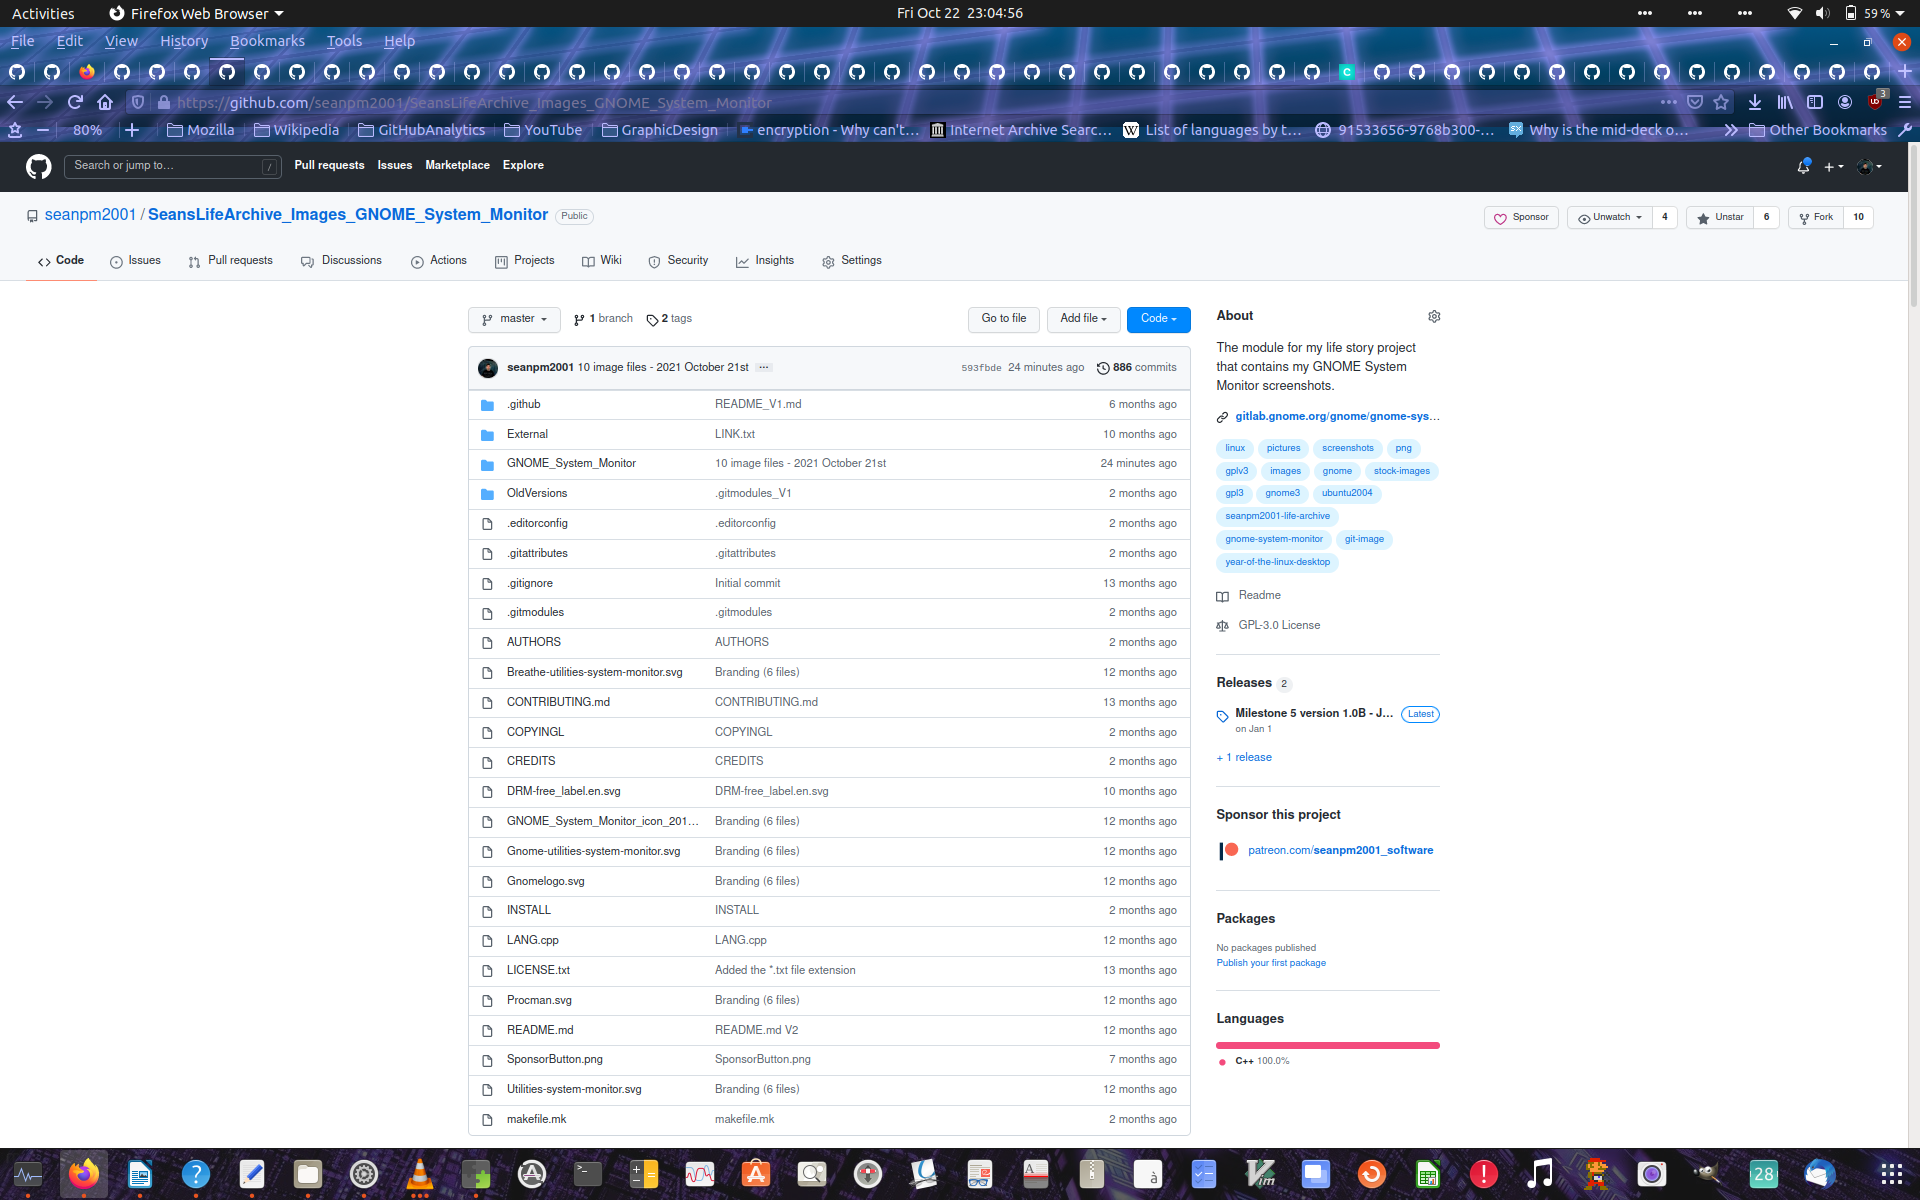 Activities Firefox Web Browser Fri Oct 22 23:04:56 59 %
File Edit View History Bookmarks Tools Help
https://github.com/seanpm2001/SeansLifeArchive_Images_GNOME_System_Monitor 3
80% Mozilla Wikipedia GitHubAnalytics YouTube GraphicDesign encryption - Why can't... Internet Archive Searc... List of languages by t... 91533656-9768b300-... Why is the mid-deck o... Other Bookmarks
Search or jump to... / Pull requests Issues Marketplace Explore
seanpm2001 / SeansLifeArchive_Images_GNOME_System_Monitor Public Sponsor Unwatch 4 Unstar 6 Fork 10
Code Issues Pull requests Discussions Actions Projects Wiki Security Insights Settings
master 1 branch 2 tags Go to file Add file Code
seanpm2001 10 image files - 2021 October 21st ... 593fbde 24 minutes ago 886 commits
.github README_V1.md 6 months ago
External LINK.txt 10 months ago
GNOME_System_Monitor 10 image files - 2021 October 21st 24 minutes ago
OldVersions .gitmodules_V1 2 months ago
.editorconfig .editorconfig 2 months ago
.gitattributes .gitattributes 2 months ago
.gitignore Initial commit 13 months ago
.gitmodules .gitmodules 2 months ago
AUTHORS AUTHORS 2 months ago
Breathe-utilities-system-monitor.svg Branding (6 files) 12 months ago
CONTRIBUTING.md CONTRIBUTING.md 13 months ago
COPYINGL COPYINGL 2 months ago
CREDITS CREDITS 2 months ago
DRM-free_label.en.svg DRM-free_label.en.svg 10 months ago
GNOME_System_Monitor_icon_201... Branding (6 files) 12 months ago
Gnome-utilities-system-monitor.svg Branding (6 files) 12 months ago
Gnomelogo.svg Branding (6 files) 12 months ago
INSTALL INSTALL 2 months ago
LANG.cpp LANG.cpp 12 months ago
LICENSE.txt Added the *.txt file extension 13 months ago
Procman.svg Branding (6 files) 12 months ago
README.md README.md V2 12 months ago
SponsorButton.png SponsorButton.png 7 months ago
Utilities-system-monitor.svg Branding (6 files) 12 months ago
makefile.mk makefile.mk 2 months ago
About
The module for my life story project
that contains my GNOME System
Monitor screenshots.
gitlab.gnome.org/gnome/gnome-sys...
linux pictures screenshots png
gplv3 images gnome stock-images
gpl3 gnome3 ubuntu2004
seanpm2001-life-archive
gnome-system-monitor git-image
year-of-the-linux-desktop
Readme
GPL-3.0 License
Releases 2
Milestone 5 version 1.0B - J... Latest
on Jan 1
+ 1 release
Sponsor this project
patreon.com/seanpm2001_software
Packages
No packages published
Publish your first package
Languages
C++ 100.0%
28